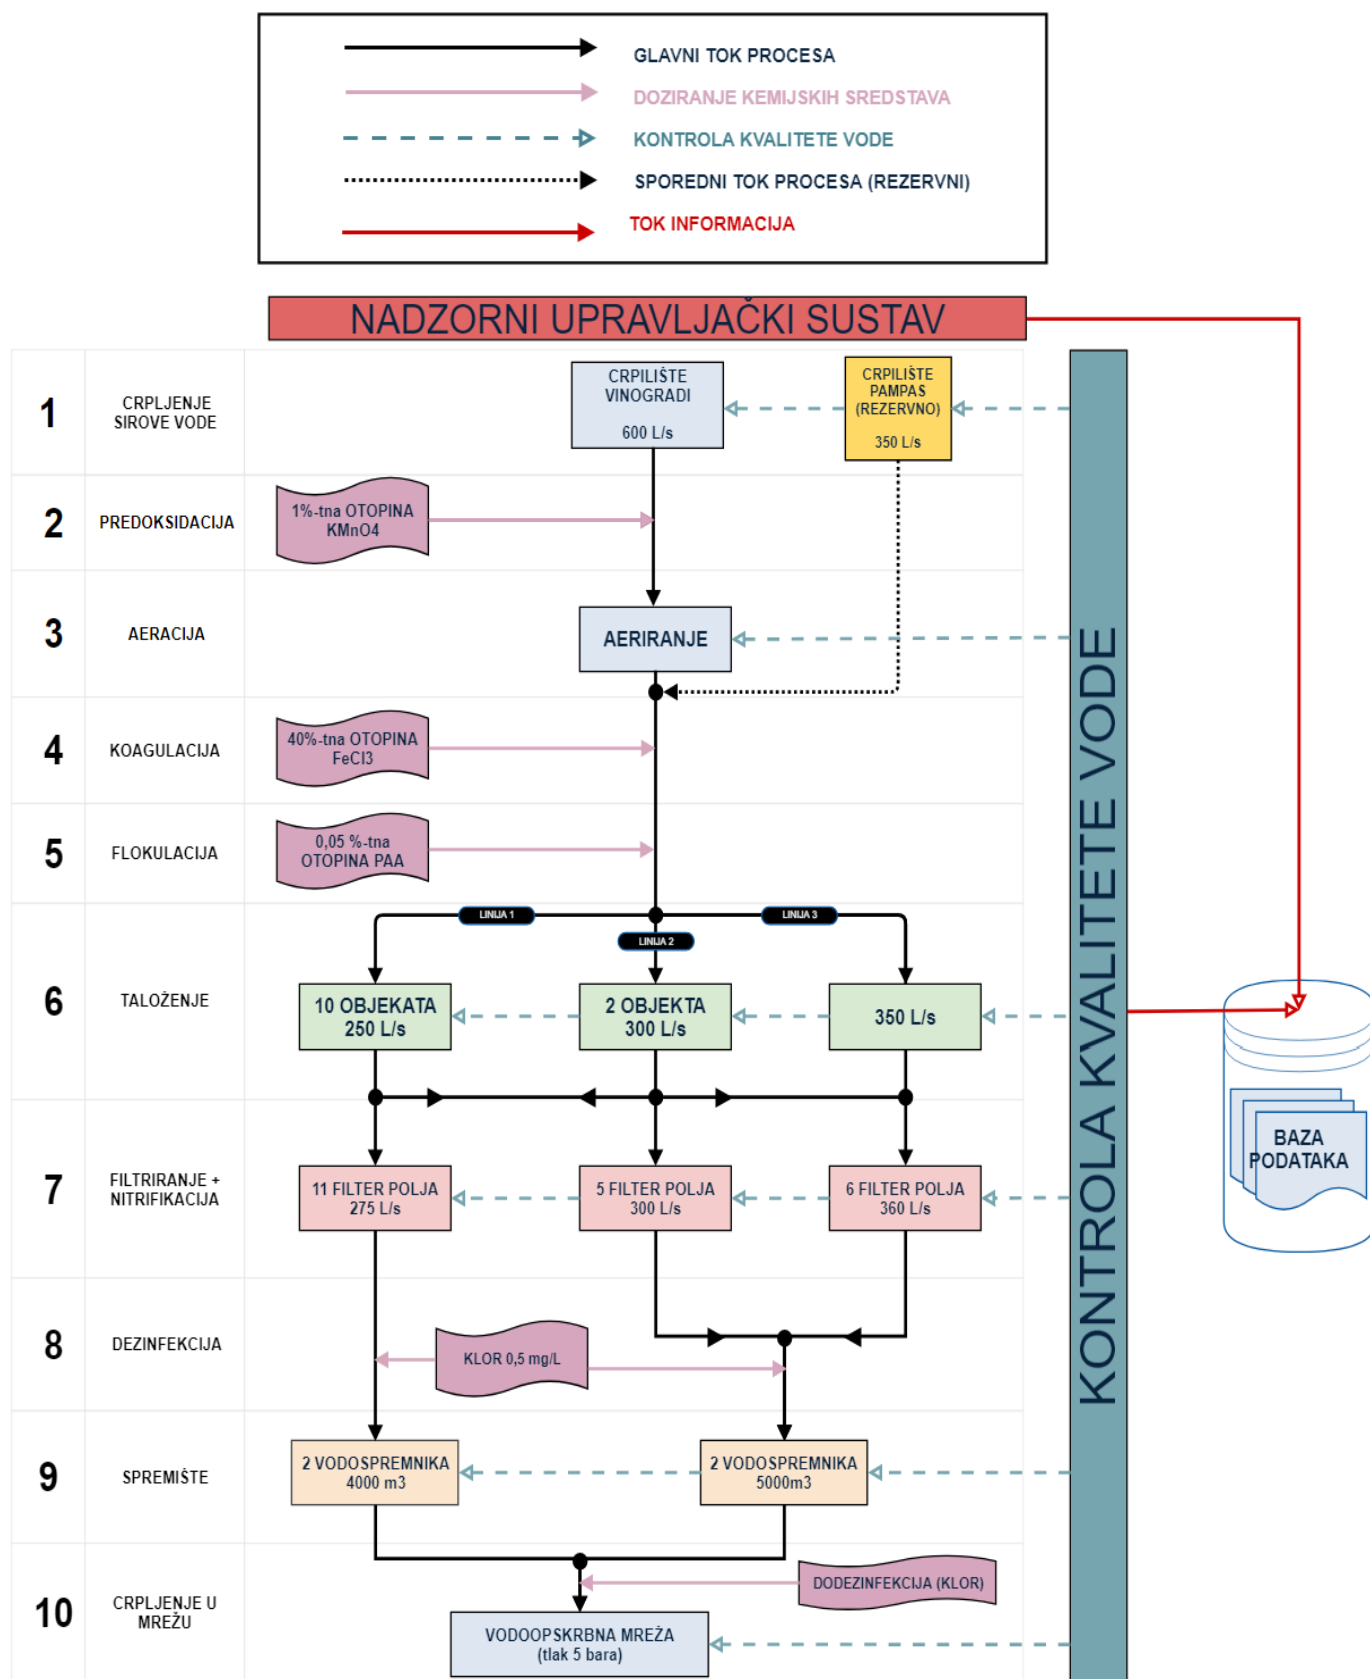 GLAVNI TOK PROCESA
DOZIRANJE KEMIJSKIH SREDSTAVA
KONTROLA KVALITETE VODE
SPOREDNI TOK PROCESA (REZERVNI)
TOK INFORMACIJA
NADZORNI UPRAVLJAČKI SUSTAV
1
CRPLJENJE
SIROVE VODE
CRPILIŠTE
VINOGRADI
600 L/s
CRPILIŠTE
PAMPAS
(REZERVNO)
350 L/s
2
PREDOKSIDACIJA
1%-tna OTOPINA
KMnO4
3
AERACIJA
AERIRANJE
4
KOAGULACIJA
40%-tna OTOPINA
FeCl3
5
FLOKULACIJA
0,05 %-tna
OTOPINA PAA
LINIJA 1
LINIJA 2
LINIJA 3
6
TALOŽENJE
10 OBJEKATA
250 L/s
2 OBJEKTA
300 L/s
350 L/s
7
FILTRIRANJE +
NITRIFIKACIJA
11 FILTER POLJA
275 L/s
5 FILTER POLJA
300 L/s
6 FILTER POLJA
360 L/s
8
DEZINFEKCIJA
KLOR 0,5 mg/L
9
SPREMIŠTE
2 VODOSPREMNIKA
4000 m3
2 VODOSPREMNIKA
5000m3
10
CRPLJENJE U
MREŽU
DODEZINFEKCIJA (KLOR)
VODOOPSKRBNA MREŽA
(tlak 5 bara)
KONTROLA KVALITETE VODE
BAZA
PODATAKA